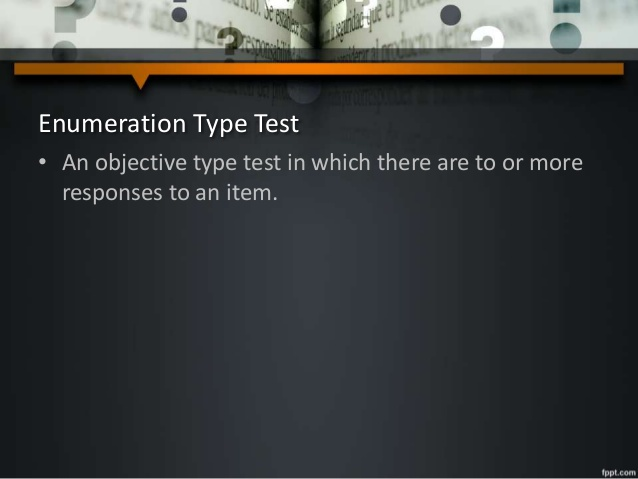 Enumeration Type Test
• An objective type test in which there are to or more
responses to an item.
fppt.com